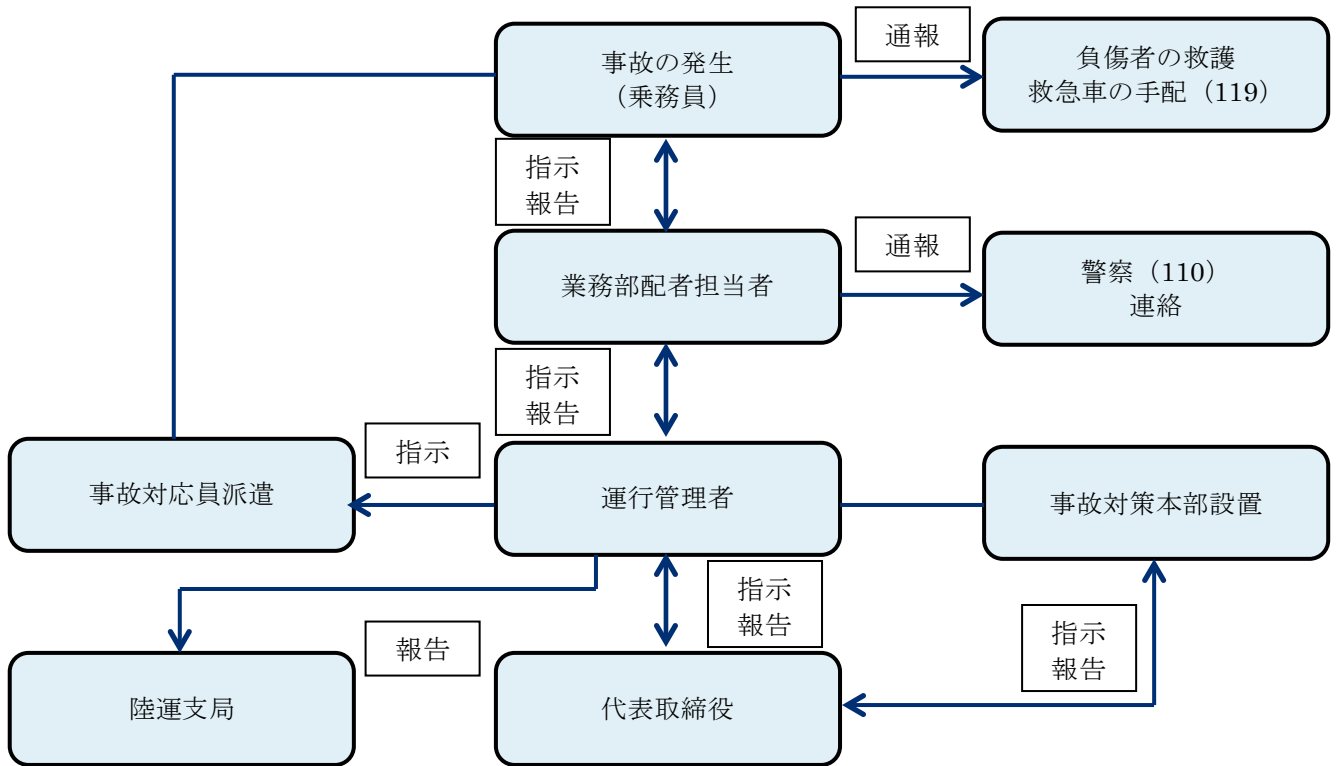 通報
事故の発生
（乗務員）
負傷者の救護
救急車の手配（119）
指示
報告
通報
業務部配者担当者
警察（110）
連絡
指示
報告
指示
事故対応員派遣
運行管理者
事故対策本部設置
指示
報告
報告
指示
報告
陸運支局
代表取締役